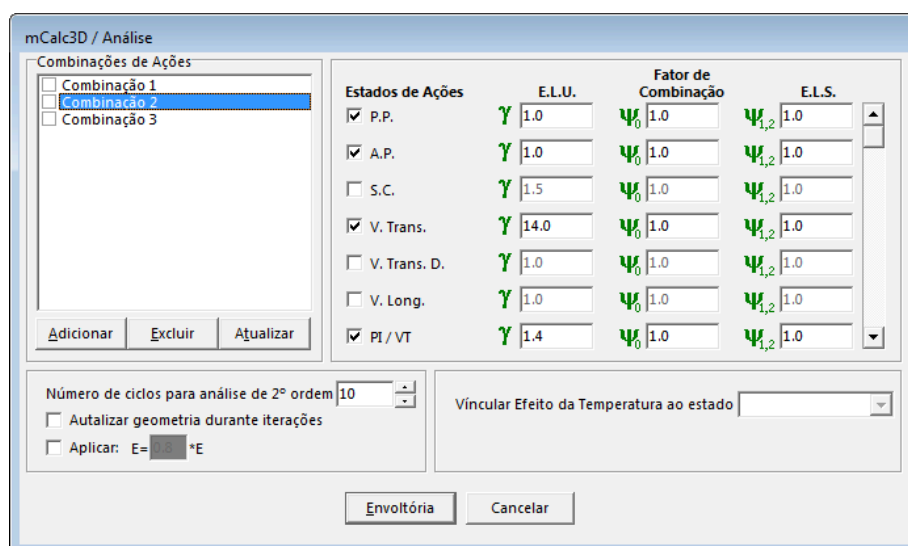 mCalc3D / Análise
Combinações de Ações
Combinação 1
Combinação 2
Combinação 3
Adicionar Excluir Atualizar
Estados de Ações E.L.U. Fator de Combinação E.L.S.
P.P. γ 1.0 Ψ0 1.0 Ψ1,2 1.0
A.P. γ 1.0 Ψ0 1.0 Ψ1,2 1.0
S.C. γ 1.5 Ψ0 1.0 Ψ1,2 1.0
V. Trans. γ 14.0 Ψ0 1.0 Ψ1,2 1.0
V. Trans. D. γ 1.0 Ψ0 1.0 Ψ1,2 1.0
V. Long. γ 1.0 Ψ0 1.0 Ψ1,2 1.0
PI / VT γ 1.4 Ψ0 1.0 Ψ1,2 1.0
Número de ciclos para análise de 2º ordem 10
Autalizar geometria durante iterações
Aplicar: E= 0.8 *E
Víncular Efeito da Temperatura ao estado
Envoltória Cancelar